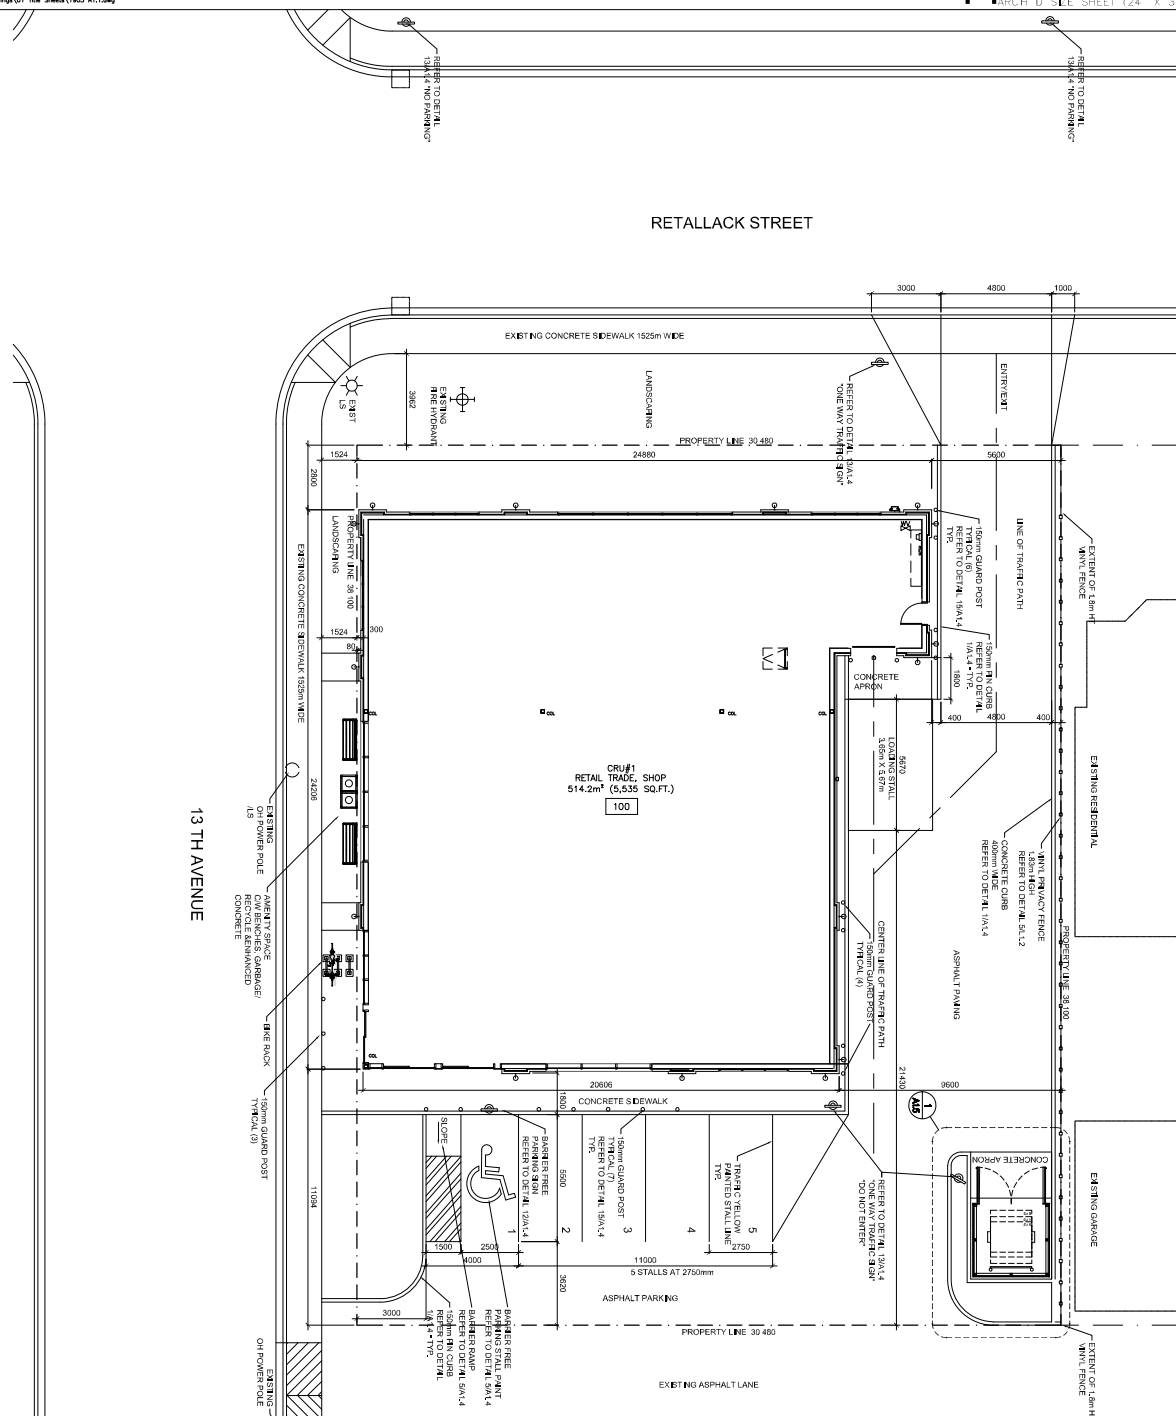 ARCH D SIZE SHEET (24" X 3
REFER TO DETAIL
13/A1.4 "NO PARKING"
REFER TO DETAIL
13/A1.4 "NO PARKING"
RETALLACK STREET
3000
4800
1000
EXISTING CONCRETE SIDEWALK 1525m WIDE
3962
EXIST
LS
EXISTING
FIRE HYDRANT
LANDSCAPING
REFER TO DETAIL 13/A1.4
"ONE WAY TRAFFIC SIGN"
ENTRY/EXIT
PROPERTY LINE 30 480
1524
24880
5600
2800
PROPERTY LINE 38 100
LANDSCAPING
EXISTING CONCRETE SIDEWALK 1525m WIDE
150mm GUARD POST
TYPICAL (6)
REFER TO DETAIL 15/A1.4
TYP.
LINE OF TRAFFIC PATH
EXTENT OF 1.8m HT
VINYL FENCE
1524
300
80
150mm PIN CURB
REFER TO DETAIL
1/A1.4 - TYP.
1800
CONCRETE
APRON
400
4800
400
COL
COL
COL
COL
5670
LOADING STALL
3.65m X 5.67m
EXISTING RESIDENTIAL
CRU#1
RETAIL TRADE, SHOP
514.2m² (5,535 SQ.FT.)
100
24206
EXISTING
OH POWER POLE
/LS
13 TH AVENUE
VINYL PRIVACY FENCE
1.83m HIGH
REFER TO DETAIL 5/L1.2
CONCRETE CURB
400mm WIDE
REFER TO DETAIL 1/A1.4
AMENITY SPACE
C/W BENCHES, GARBAGE/
RECYCLE &ENHANCED
CONCRETE
CENTER LINE OF TRAFFIC PATH
150mm GUARD POST
TYPICAL (4)
ASPHALT PAVING
PROPERTY LINE 38 100
BIKE RACK
COL
21430
20606
9600
1800
CONCRETE SIDEWALK
1
A1.5
150mm GUARD POST
TYPICAL (3)
SLOPE
BARRIER FREE
PARKING SIGN
REFER TO DETAIL 12/A1.4
150mm GUARD POST
TYPICAL (7)
REFER TO DETAIL 15/A1.4
TYP.
TRAFFIC YELLOW
PAINTED STALL LINE
TYP.
CONCRETE APRON
5500
11094
1
2
3
4
5
REFER TO DETAIL 13/A1.4
"ONE WAY TRAFFIC SIGN"
"DO NOT ENTER"
EXISTING GARAGE
1500
2500
2750
4000
11000
5 STALLS AT 2750mm
3620
ASPHALT PARKING
3000
PROPERTY LINE 30 480
BARRIER FREE
PARKING STALL PAINT
REFER TO DETAIL 5/A1.4
BARRIER RAMP
REFER TO DETAIL 5/A1.4
150mm PIN CURB
REFER TO DETAIL
1/A1.4 - TYP.
EXISTING
OH POWER POLE
EXISTING ASPHALT LANE
EXTENT OF 1.8m H
VINYL FENCE